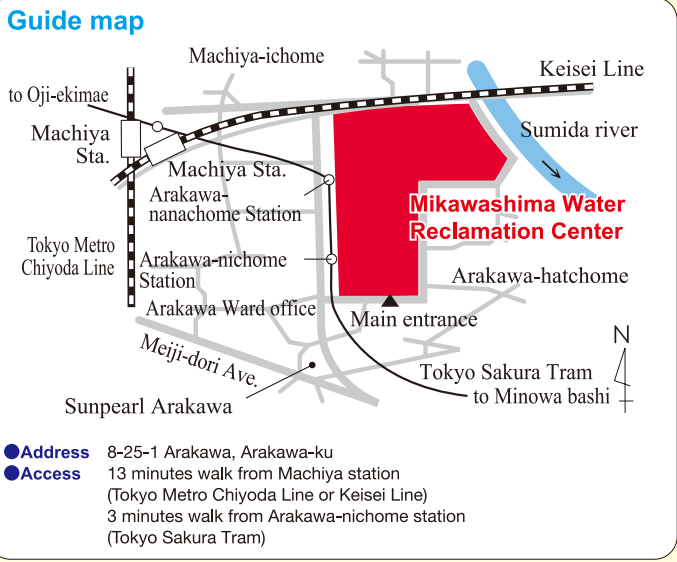 Guide map
Machiya-ichome
Keisei Line
to Oji-ekimae
Sumida river
Machiya
Sta.
Machiya Sta.
Arakawa-
nanachome Station
Mikawashima Water
Reclamation Center
Tokyo Metro
Chiyoda Line
Arakawa-nichome
Station
Arakawa-hatchome
Arakawa Ward office
Main entrance
N
Meiji-dori Ave.
Tokyo Sakura Tram
to Minowa bashi
Sunpearl Arakawa
●Address 8-25-1 Arakawa, Arakawa-ku
●Access 13 minutes walk from Machiya station
(Tokyo Metro Chiyoda Line or Keisei Line)
3 minutes walk from Arakawa-nichome station
(Tokyo Sakura Tram)